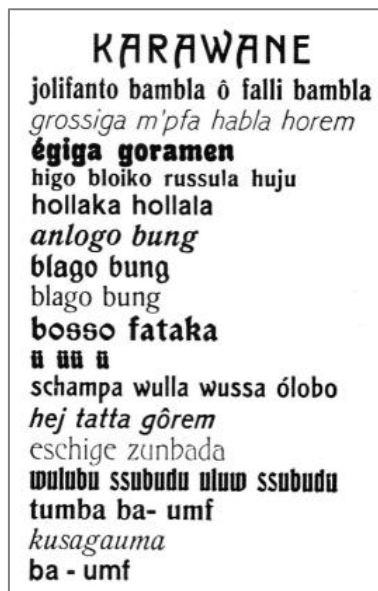 KARAWANE
jolifanto bambla ô falli bambla
grossiga m'pfa habla horem
égiga goramen
higo bloiko russula huju
hollaka hollala
anlogo bung
blago bung
blago bung
bosso fataka
ü üü ü
schampa wulla wussa ólobo
hej tatta gôrem
eschige zunbada
wulubu ssubudu uluw ssubudu
tumba ba- umf
kusagauma
ba - umf